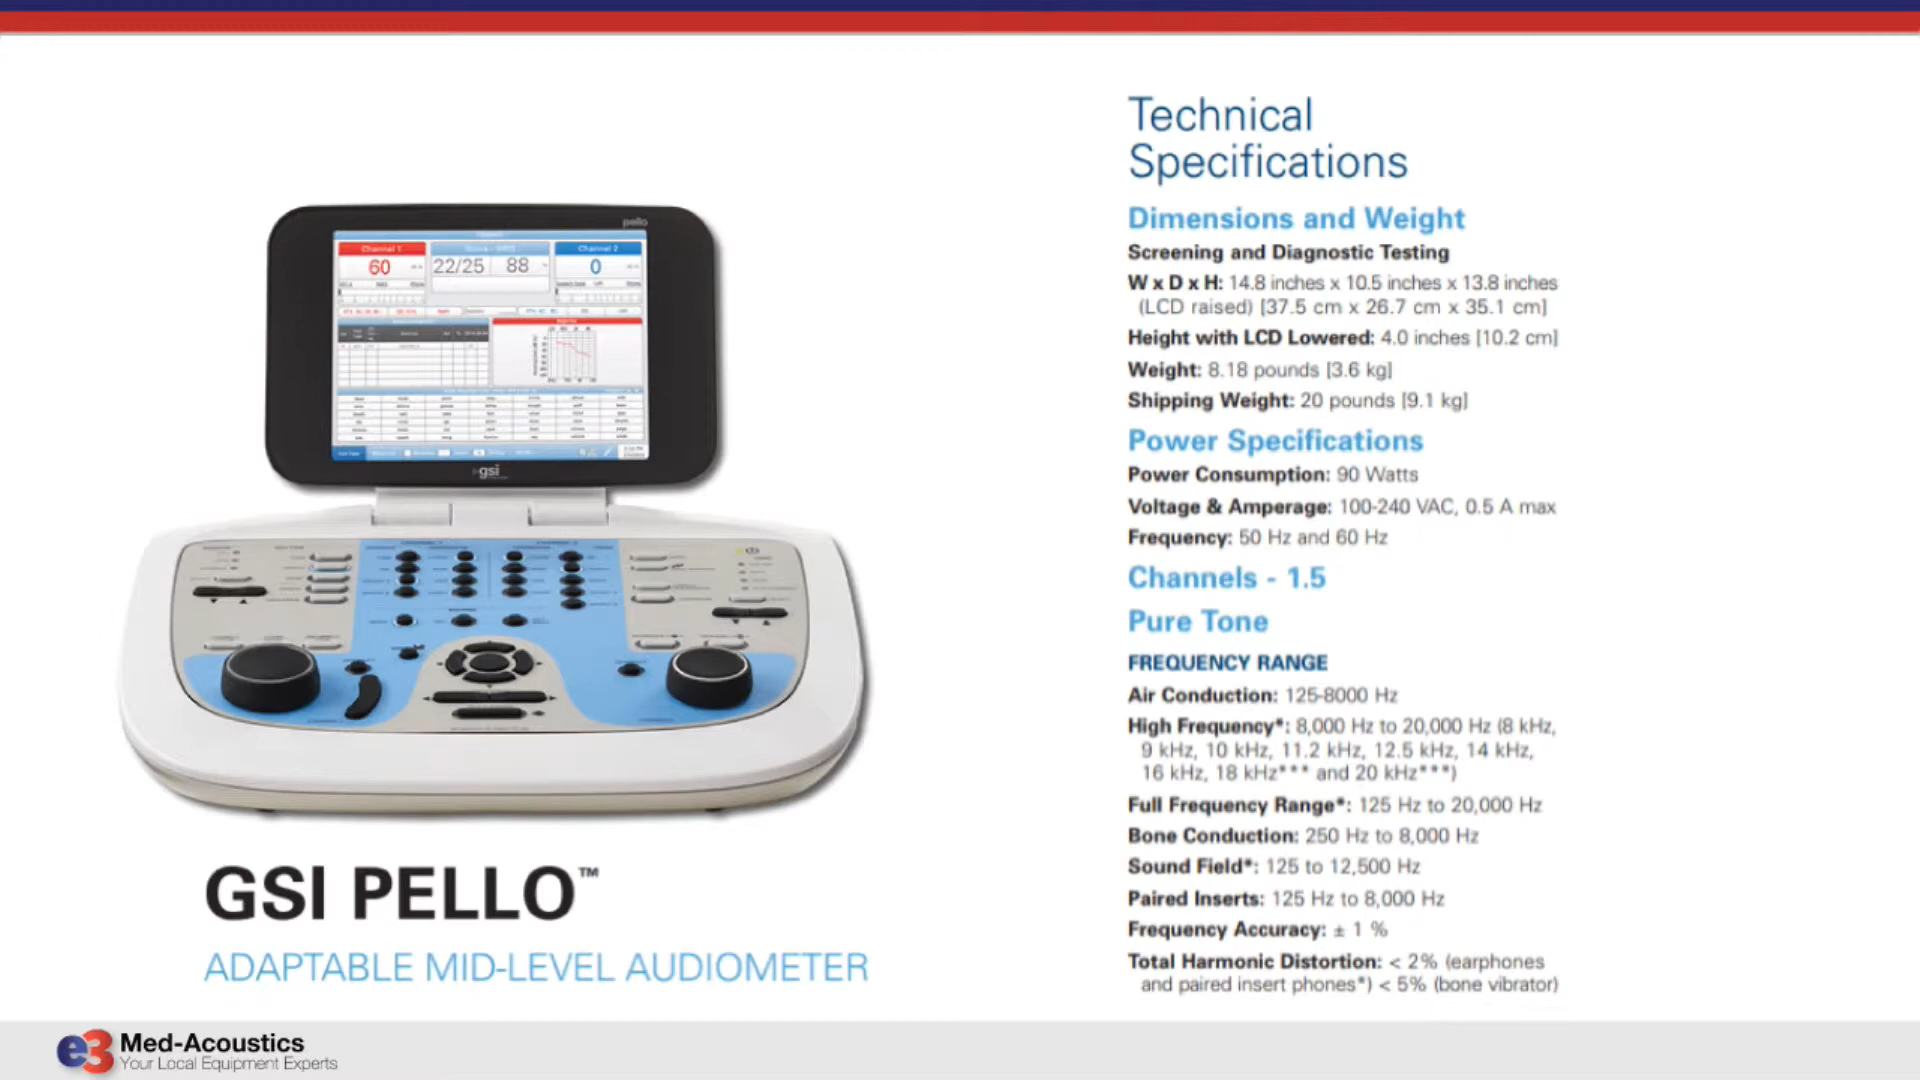 pello
Channel 1
Channel 2
60
22/25
88
0
gsi
GSI PELLO™
ADAPTABLE MID-LEVEL AUDIOMETER
Technical
Specifications
Dimensions and Weight
Screening and Diagnostic Testing
W x D x H: 14.8 inches x 10.5 inches x 13.8 inches
(LCD raised) [37.5 cm x 26.7 cm x 35.1 cm]
Height with LCD Lowered: 4.0 inches [10.2 cm]
Weight: 8.18 pounds [3.6 kg]
Shipping Weight: 20 pounds [9.1 kg]
Power Specifications
Power Consumption: 90 Watts
Voltage & Amperage: 100-240 VAC, 0.5 A max
Frequency: 50 Hz and 60 Hz
Channels - 1.5
Pure Tone
FREQUENCY RANGE
Air Conduction: 125-8000 Hz
High Frequency*: 8,000 Hz to 20,000 Hz (8 kHz,
9 kHz, 10 kHz, 11.2 kHz, 12.5 kHz, 14 kHz,
16 kHz, 18 kHz*** and 20 kHz***)
Full Frequency Range*: 125 Hz to 20,000 Hz
Bone Conduction: 250 Hz to 8,000 Hz
Sound Field*: 125 to 12,500 Hz
Paired Inserts: 125 Hz to 8,000 Hz
Frequency Accuracy: ± 1 %
Total Harmonic Distortion: < 2% (earphones
and paired insert phones*) < 5% (bone vibrator)
e3 Med-Acoustics
Your Local Equipment Experts